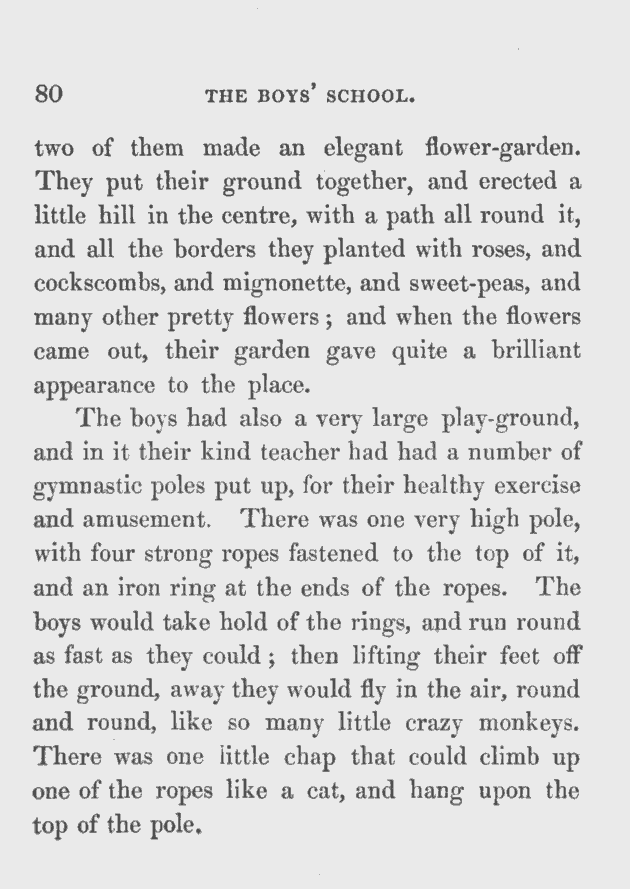 80 THE BOYS' SCHOOL.
two of them made an elegant flower-garden.
They put their ground together, and erected a
little hill in the centre, with a path all round it,
and all the borders they planted with roses, and
cockscombs, and mignonette, and sweet-peas, and
many other pretty flowers; and when the flowers
came out, their garden gave quite a brilliant
appearance to the place.
The boys had also a very large play-ground,
and in it their kind teacher had had a number of
gymnastic poles put up, for their healthy exercise
and amusement. There was one very high pole,
with four strong ropes fastened to the top of it,
and an iron ring at the ends of the ropes. The
boys would take hold of the rings, and run round
as fast as they could; then lifting their feet off
the ground, away they would fly in the air, round
and round, like so many little crazy monkeys.
There was one little chap that could climb up
one of the ropes like a cat, and hang upon the
top of the pole.